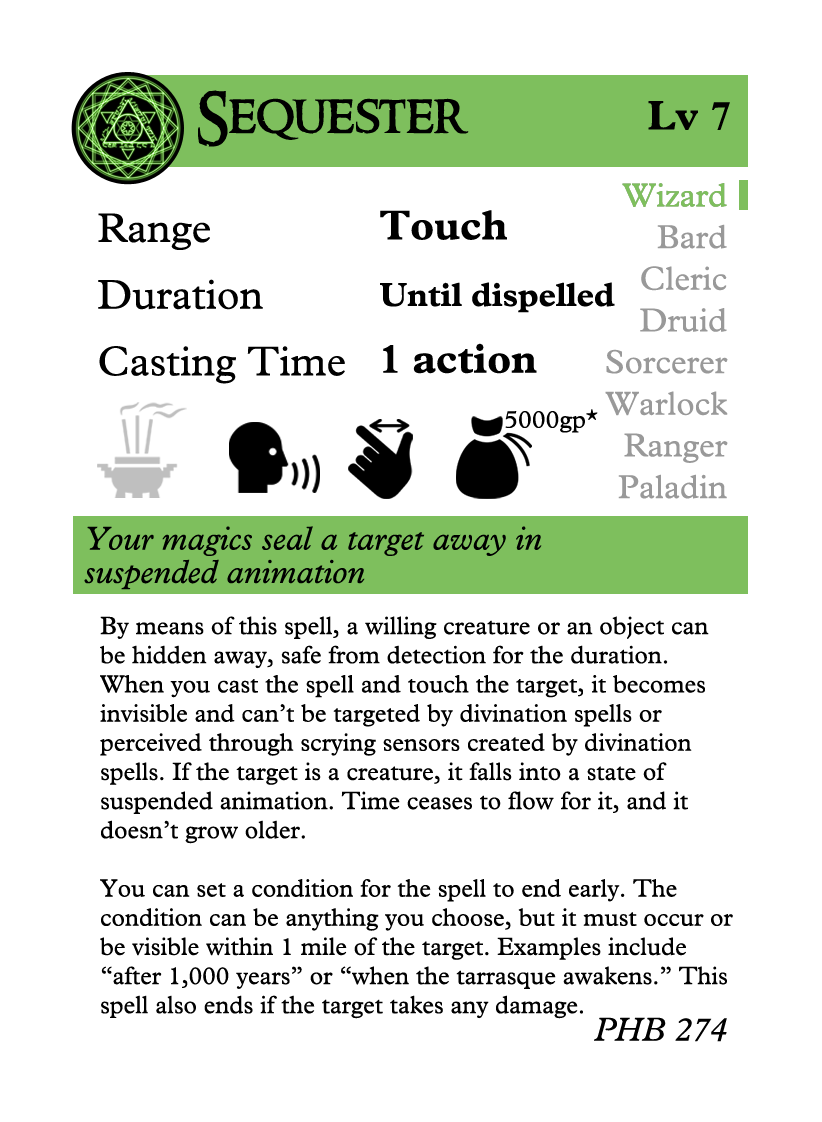 Sequester
Lv 7
Range Touch
Duration Until dispelled
Casting Time 1 action
Wizard
Bard
Cleric
Druid
Sorcerer
Warlock
Ranger
Paladin
5000gp★
Your magics seal a target away in
suspended animation
By means of this spell, a willing creature or an object can
be hidden away, safe from detection for the duration.
When you cast the spell and touch the target, it becomes
invisible and can’t be targeted by divination spells or
perceived through scrying sensors created by divination
spells. If the target is a creature, it falls into a state of
suspended animation. Time ceases to flow for it, and it
doesn’t grow older.
You can set a condition for the spell to end early. The
condition can be anything you choose, but it must occur or
be visible within 1 mile of the target. Examples include
“after 1,000 years” or “when the tarrasque awakens.” This
spell also ends if the target takes any damage.
PHB 274